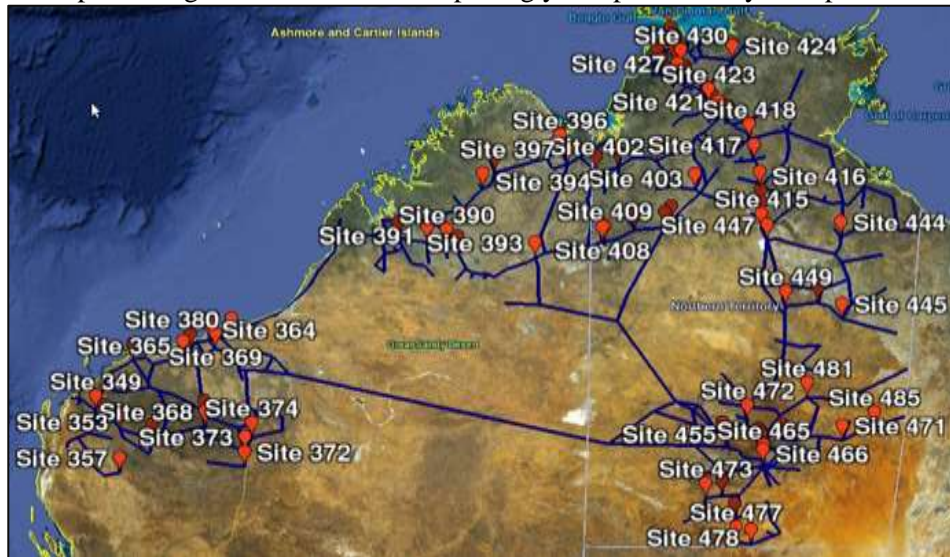 Ashmore and Cartier Islands
Site 430
Site 424
Site 427
Site 423
Site 421
Site 418
Site 396
Site 397
Site 402
Site 417
Site 394
Site 403
Site 416
Site 415
Site 409
Site 390
Site 391
Site 393
Site 447
Site 444
Site 408
Site 449
Northern Territory
Site 445
Site 380
Site 364
Site 365
Site 369
Great Sandy Desert
Site 481
Site 349
Site 472
Site 485
Site 353
Site 368
Site 374
Site 373
Site 455
Site 465
Site 471
Site 357
Site 372
Site 466
Site 473
Site 477
Site 478